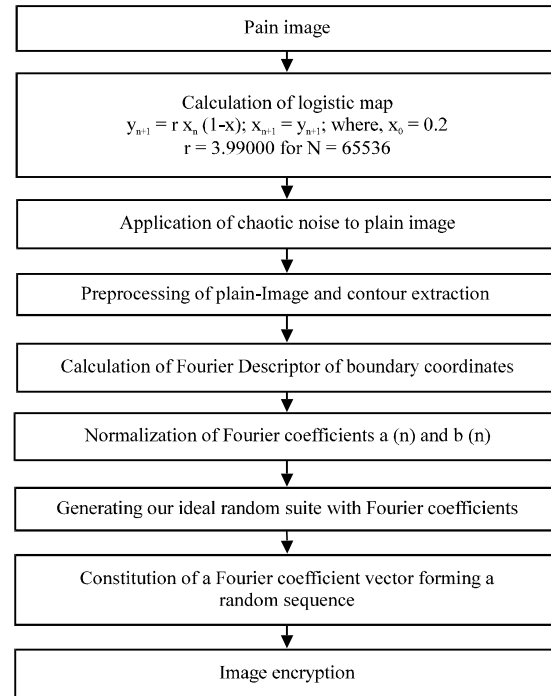 Pain image
Calculation of logistic map
yₙ₊₁ = r xₙ (1-x); xₙ₊₁ = yₙ₊₁; where, x₀ = 0.2
r = 3.99000 for N = 65536
Application of chaotic noise to plain image
Preprocessing of plain-Image and contour extraction
Calculation of Fourier Descriptor of boundary coordinates
Normalization of Fourier coefficients a (n) and b (n)
Generating our ideal random suite with Fourier coefficients
Constitution of a Fourier coefficient vector forming a
random sequence
Image encryption